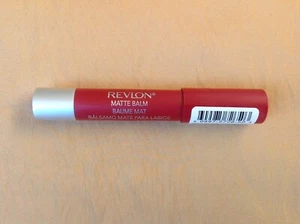 REVLON®
MATTE BALM
BAUME MAT
BÁLSAMO MATE PARA LABIOS